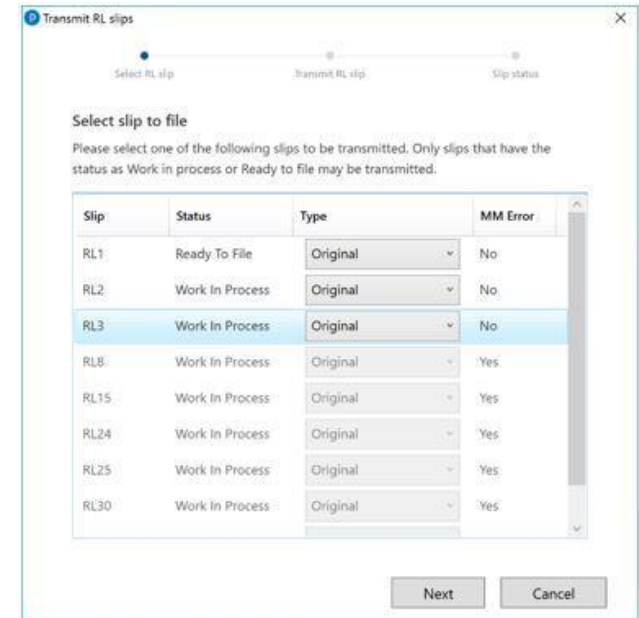 Transmit RL slips
Select RL slip Transmit RL slip Slip status
Select slip to file
Please select one of the following slips to be transmitted. Only slips that have the
status as Work in process or Ready to file may be transmitted.
Slip Status Type MM Error
RL1 Ready To File Original No
RL2 Work In Process Original No
RL3 Work In Process Original No
RL8 Work In Process Original Yes
RL15 Work In Process Original Yes
RL24 Work In Process Original Yes
RL25 Work In Process Original Yes
RL30 Work In Process Original Yes
Next Cancel